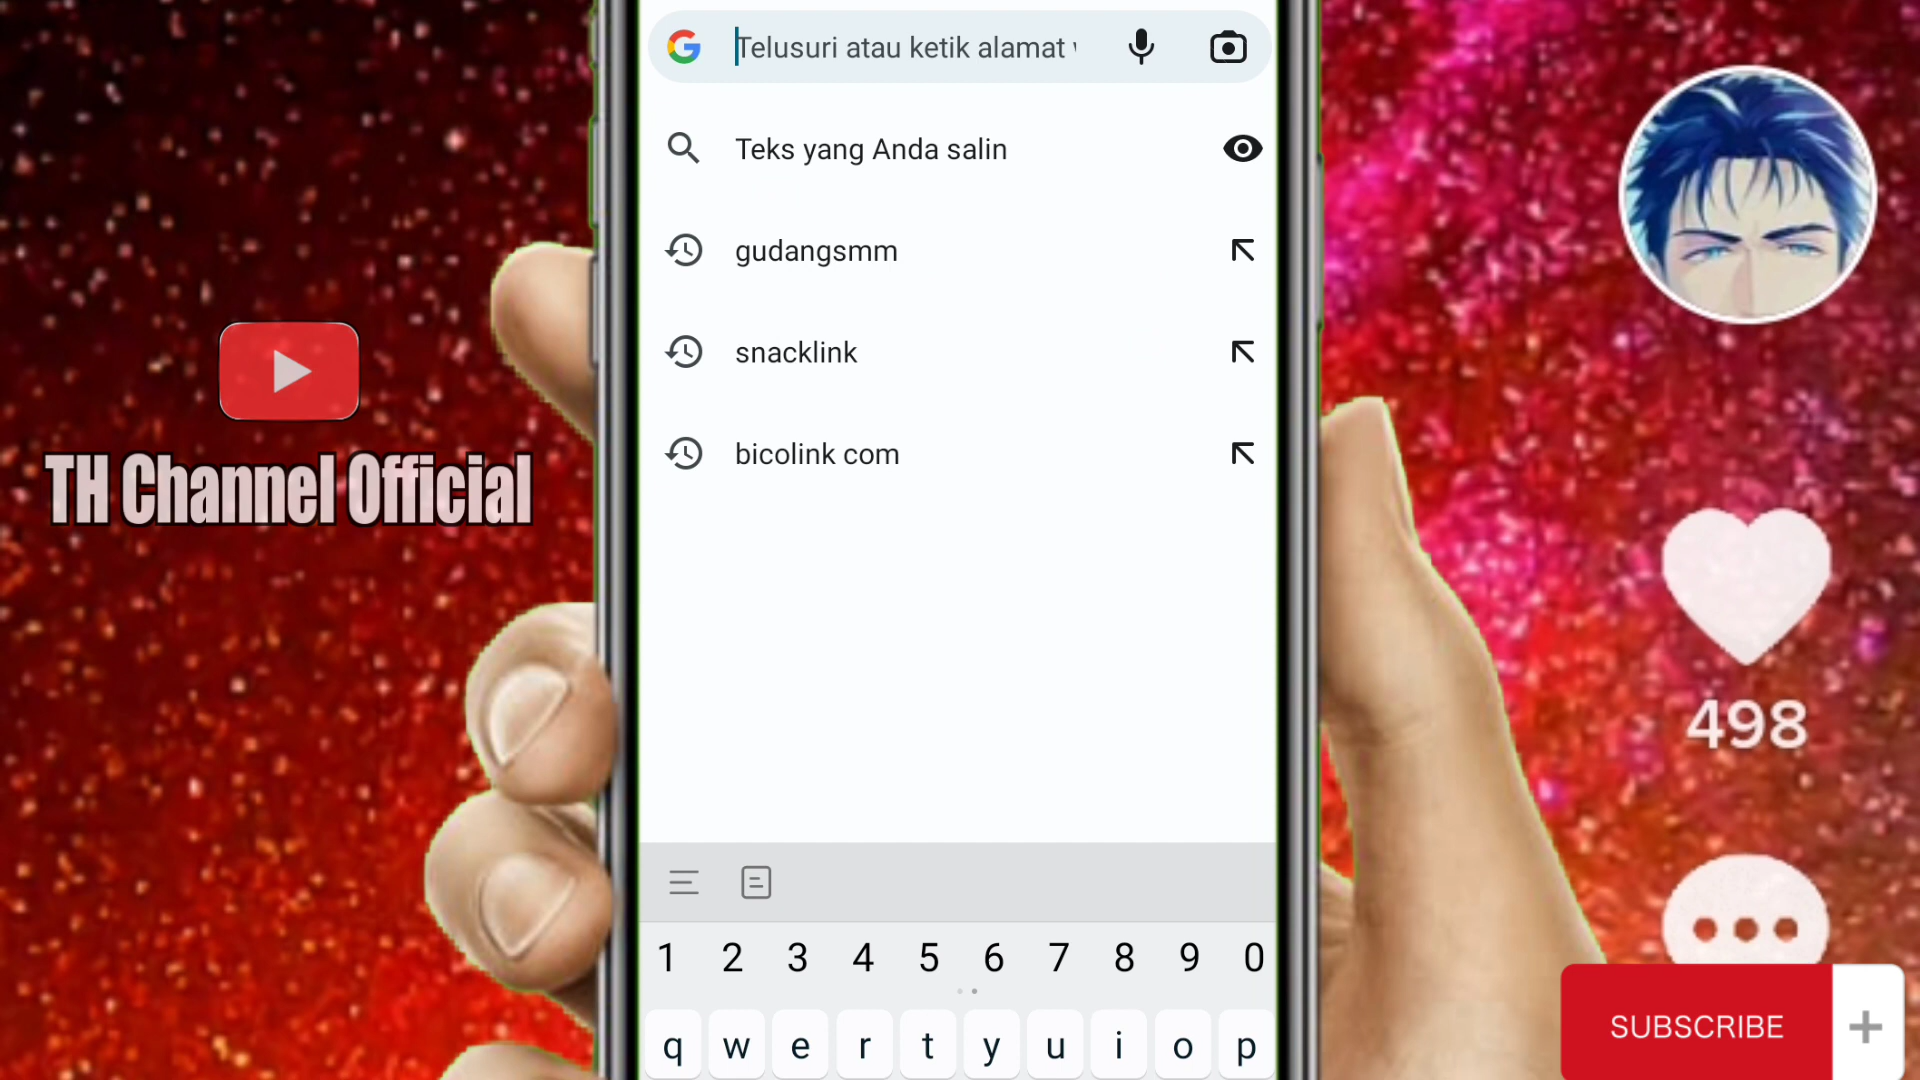 Telusuri atau ketik alamat
Teks yang Anda salin
gudangsmm
snacklink
bicolink com
TH Channel Official
498
1 2 3 4 5 6 7 8 9 0
q w e r t y u i o p
SUBSCRIBE +